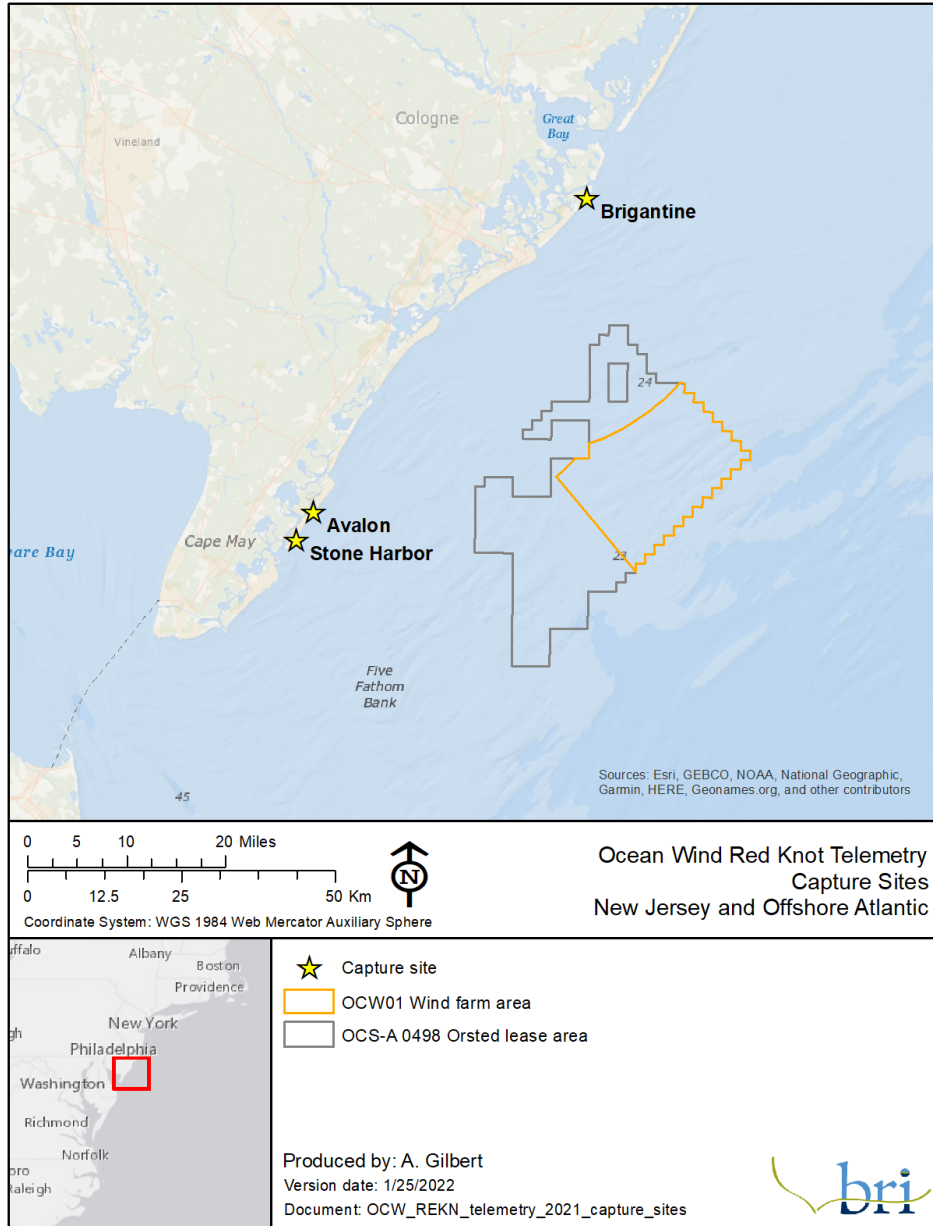 Cologne
Great
Bay
Vineland
Brigantine
24
Avalon
Cape May
Stone Harbor
are Bay
23
Five
Fathom
Bank
Sources: Esri, GEBCO, NOAA, National Geographic,
Garmin, HERE, Geonames.org, and other contributors
45
0 5 10 20 Miles
0 12.5 25 50 Km
N
Coordinate System: WGS 1984 Web Mercator Auxiliary Sphere
Ocean Wind Red Knot Telemetry
Capture Sites
New Jersey and Offshore Atlantic
uffalo
Albany
Boston
Providence
New York
gh
Philadelphia
Washington
Richmond
Norfolk
oro
Raleigh
Capture site
OCW01 Wind farm area
OCS-A 0498 Orsted lease area
Produced by: A. Gilbert
Version date: 1/25/2022
Document: OCW_REKN_telemetry_2021_capture_sites
bri